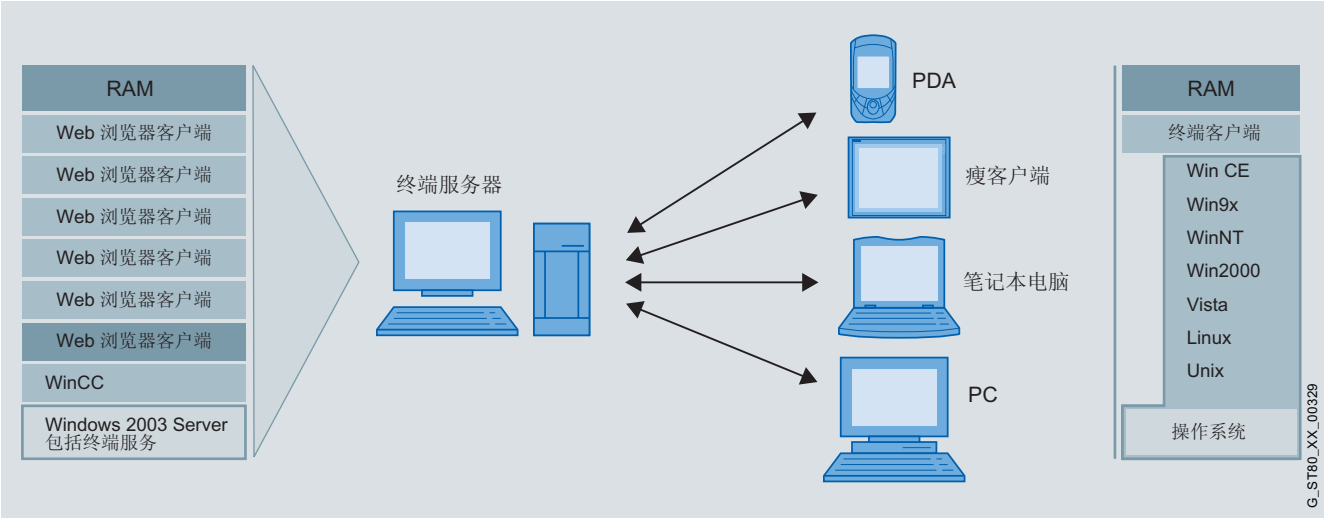 RAM
Web 浏览器客户端
Web 浏览器客户端
Web 浏览器客户端
Web 浏览器客户端
Web 浏览器客户端
Web 浏览器客户端
WinCC
Windows 2003 Server
包括终端服务
终端服务器
PDA
瘦客户端
笔记本电脑
PC
RAM
终端客户端
Win CE
Win9x
WinNT
Win2000
Vista
Linux
Unix
操作系统
G_ST80_XX_00329